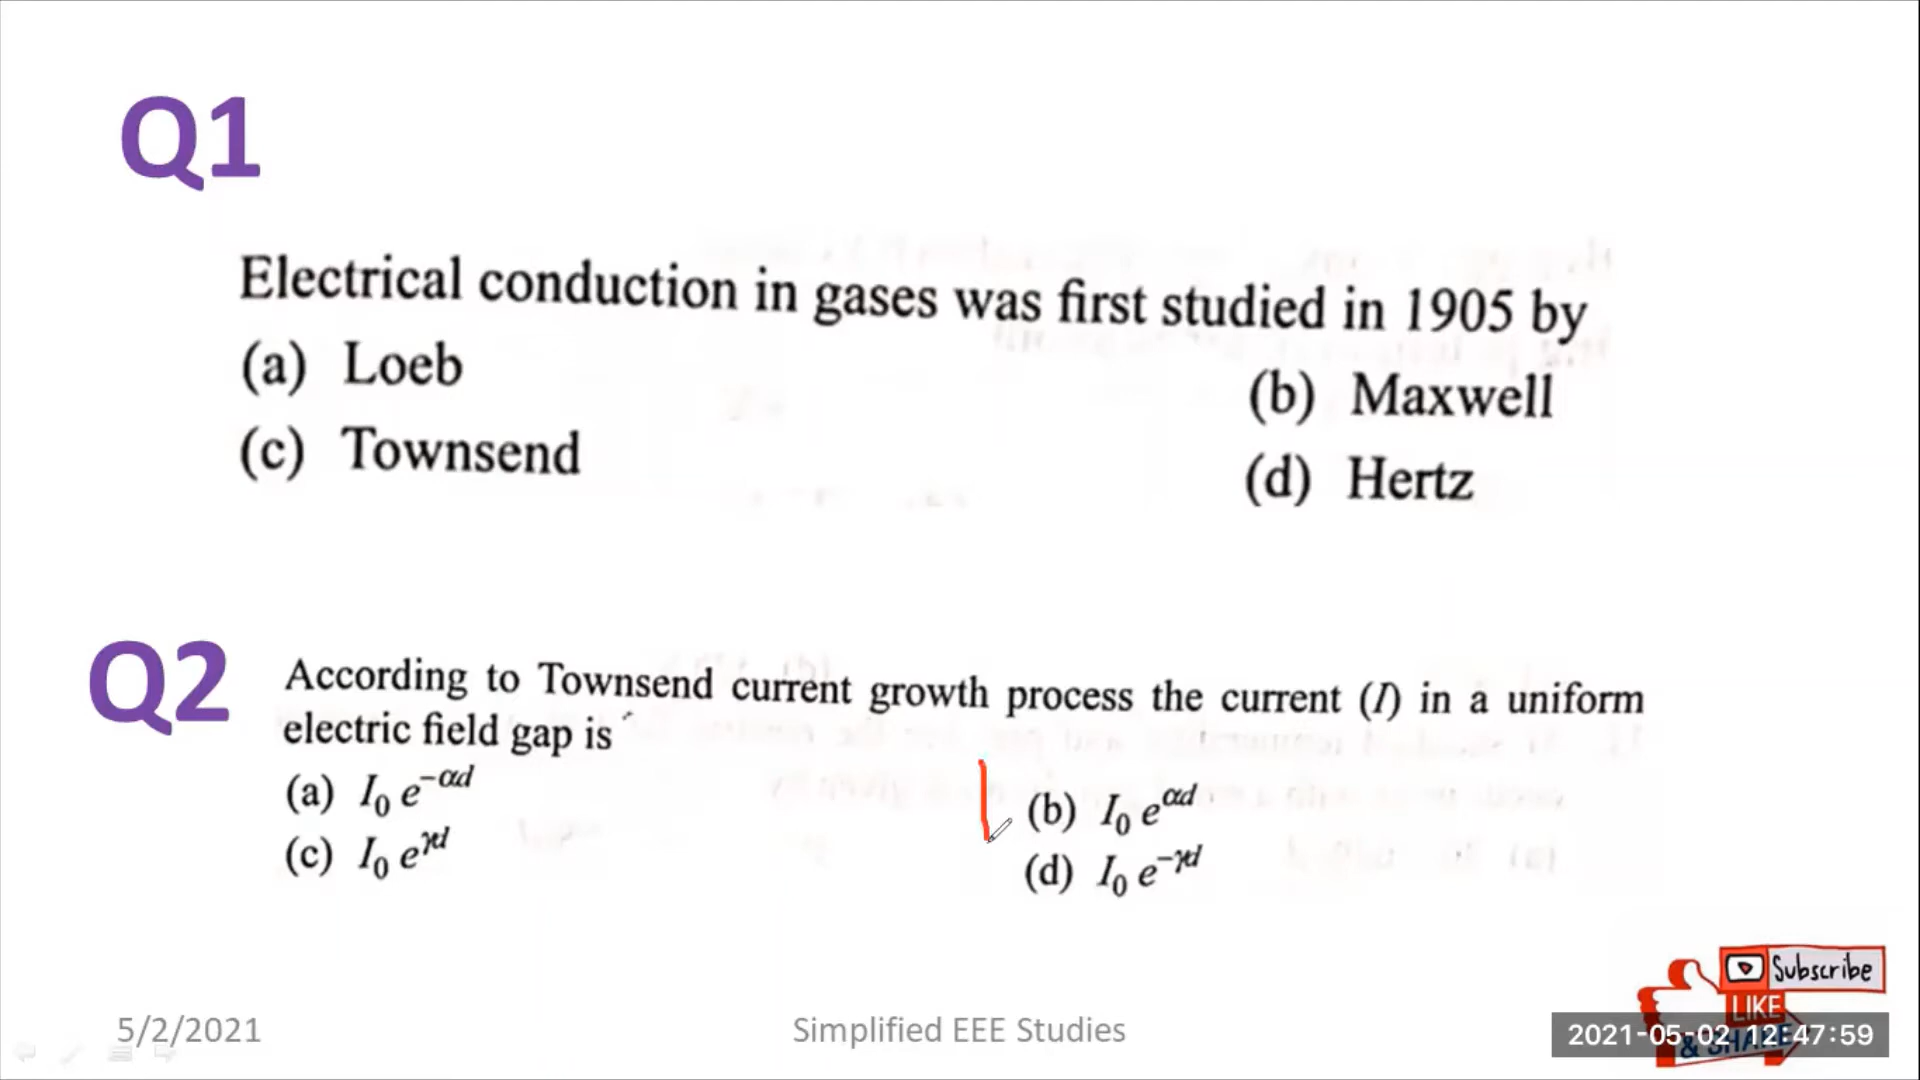 Q1
Electrical conduction in gases was first studied in 1905 by
(a) Loeb
(b) Maxwell
(c) Townsend
(d) Hertz
Q2
According to Townsend current growth process the current (I) in a uniform
electric field gap is
(a) I₀ e^{-αd}
(b) I₀ e^{αd}
(c) I₀ e^{γd}
(d) I₀ e^{-γd}
Subscribe
LIKE
& SHARE
5/2/2021
Simplified EEE Studies
2021-05-02 12:47:59